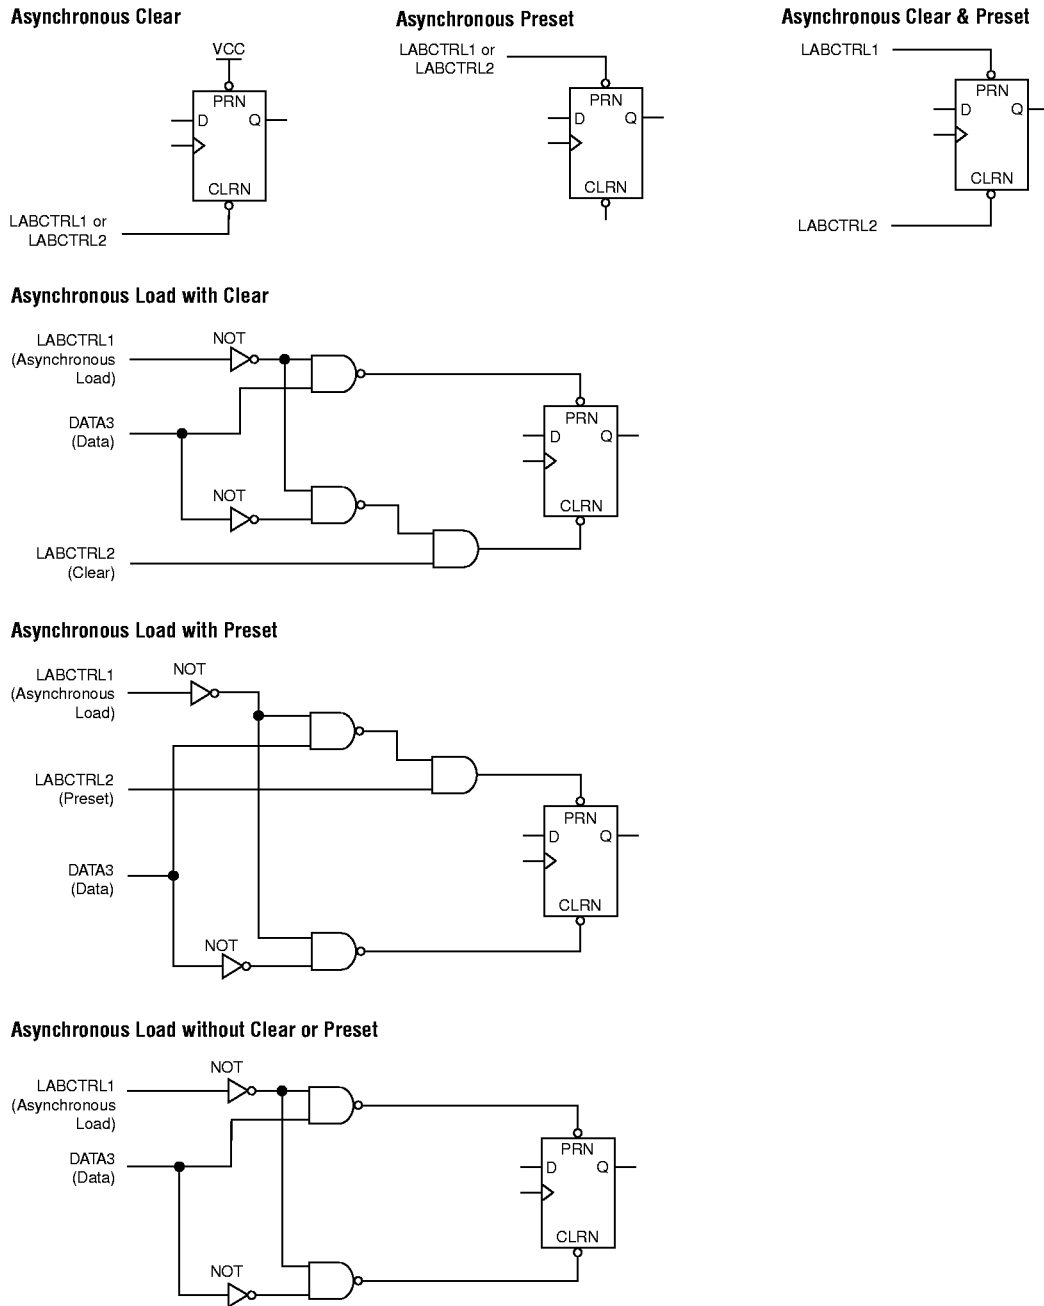 Asynchronous Clear
VCC
PRN
D
Q
CLRN
LABCTRL1 or
LABCTRL2
Asynchronous Preset
LABCTRL1 or
LABCTRL2
PRN
D
Q
CLRN
Asynchronous Clear & Preset
LABCTRL1
PRN
D
Q
CLRN
LABCTRL2
Asynchronous Load with Clear
LABCTRL1
(Asynchronous
Load)
NOT
DATA3
(Data)
NOT
LABCTRL2
(Clear)
PRN
D
Q
CLRN
Asynchronous Load with Preset
LABCTRL1
(Asynchronous
Load)
NOT
LABCTRL2
(Preset)
DATA3
(Data)
NOT
PRN
D
Q
CLRN
Asynchronous Load without Clear or Preset
LABCTRL1
(Asynchronous
Load)
NOT
DATA3
(Data)
NOT
PRN
D
Q
CLRN